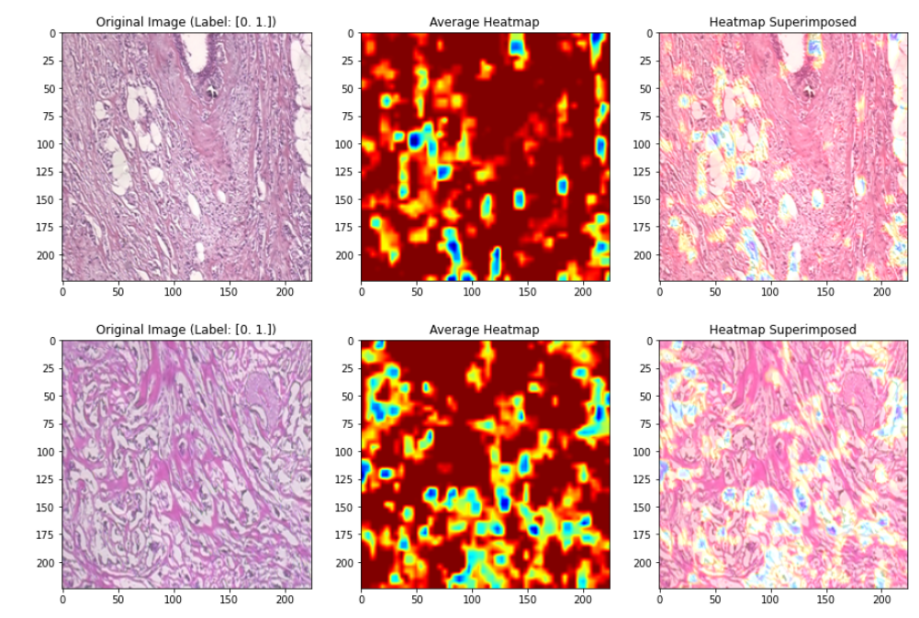 Original Image (Label: [0. 1.]) Average Heatmap Heatmap Superimposed
0 0 0
25 25 25
50 50 50
75 75 75
100 100 100
125 125 125
150 150 150
175 175 175
200 200 200
0 50 100 150 200 0 50 100 150 200 0 50 100 150 200
Original Image (Label: [0. 1.]) Average Heatmap Heatmap Superimposed
0 0 0
25 25 25
50 50 50
75 75 75
100 100 100
125 125 125
150 150 150
175 175 175
200 200 200
0 50 100 150 200 0 50 100 150 200 0 50 100 150 200